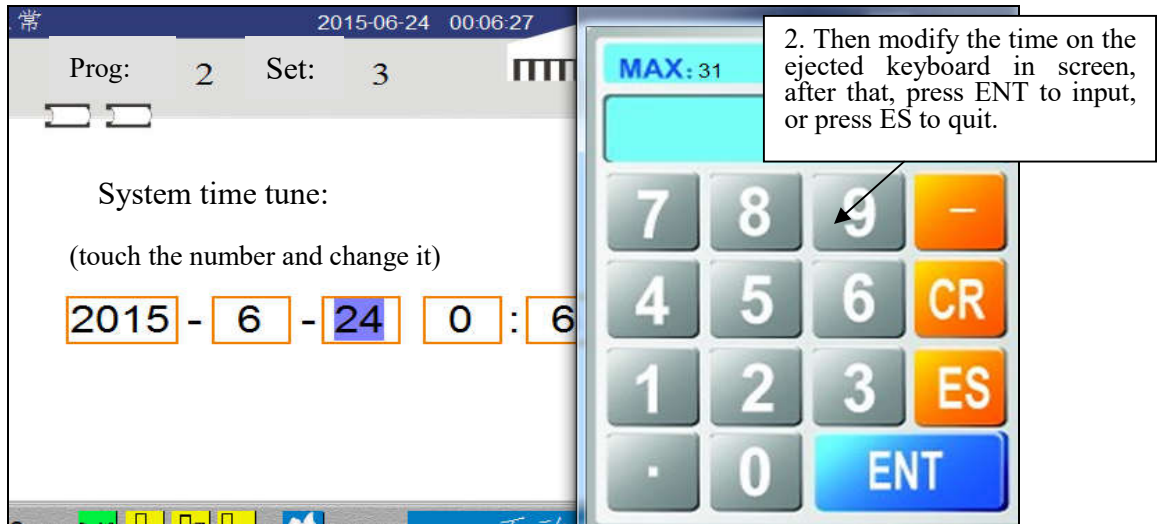 常 2015-06-24 00:06:27
Prog: 2 Set: 3
System time tune:
(touch the number and change it)
2015 - 6 - 24 0 : 6
MAX: 31
2. Then modify the time on the
ejected keyboard in screen,
after that, press ENT to input,
or press ES to quit.
7 8 9 −
4 5 6 CR
1 2 3 ES
. 0 ENT